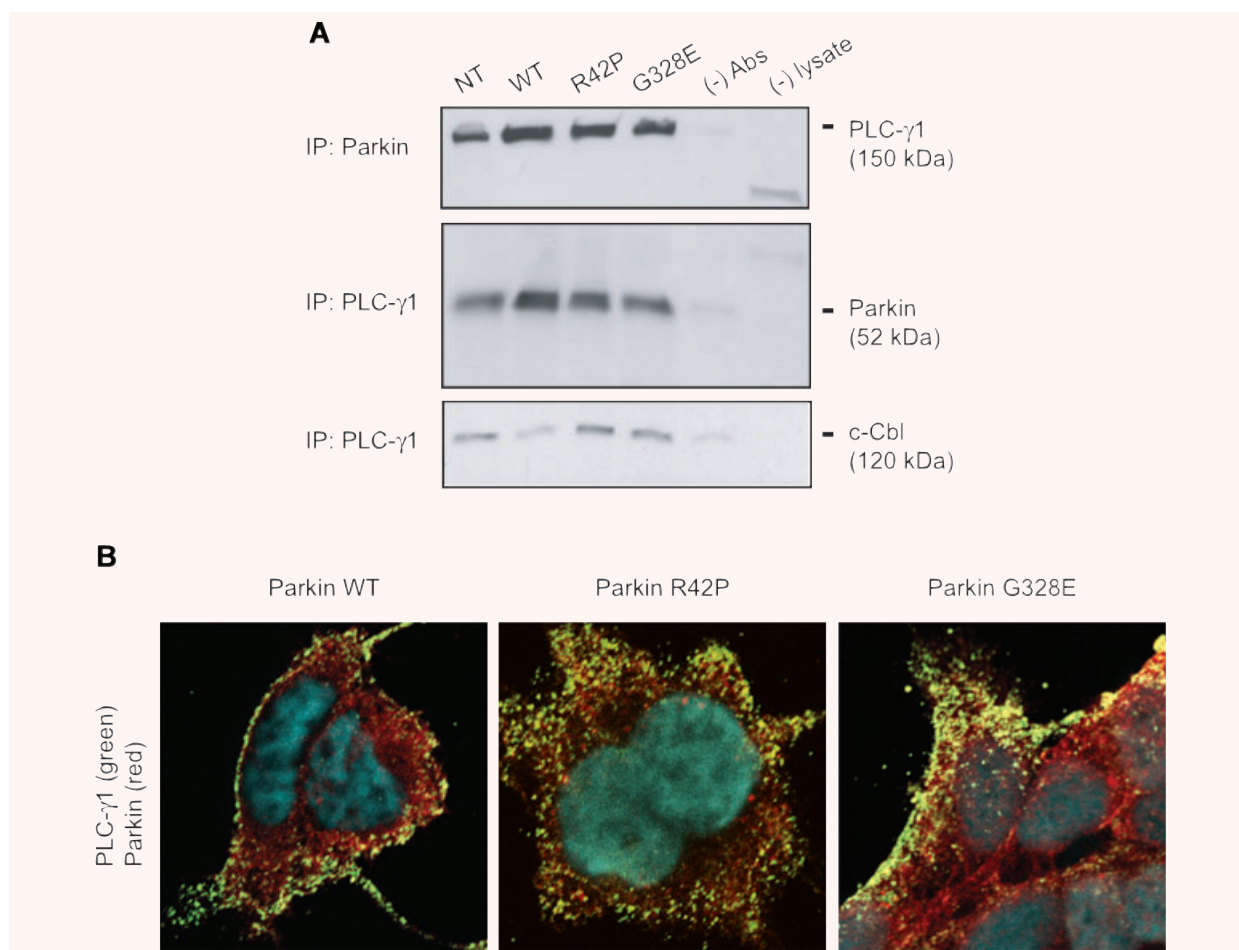 A
NT WT R42P G328E (-) Abs (-) lysate
IP: Parkin
PLC-γ1
(150 kDa)
IP: PLC-γ1
Parkin
(52 kDa)
IP: PLC-γ1
c-Cbl
(120 kDa)
B
Parkin WT Parkin R42P Parkin G328E
PLC-γ1 (green)
Parkin (red)